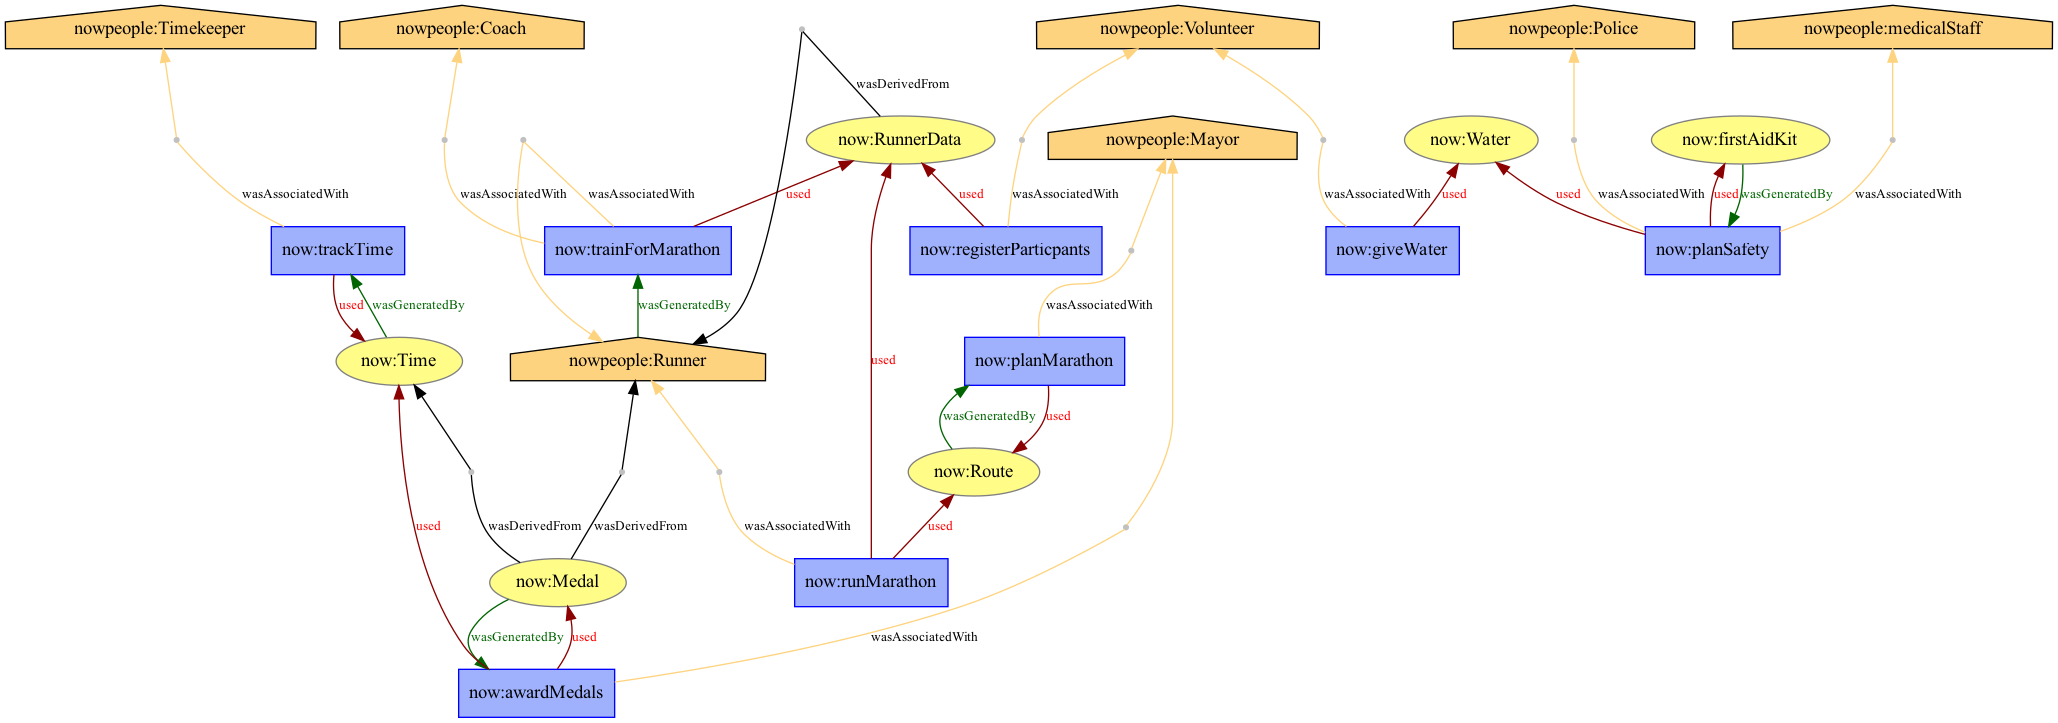 nowpeople:Timekeeper
nowpeople:Coach
nowpeople:Volunteer
nowpeople:Police
nowpeople:medicalStaff
wasDerivedFrom
now:RunnerData
nowpeople:Mayor
now:Water
now:firstAidKit
wasAssociatedWith
wasAssociatedWith
wasAssociatedWith
used
used
wasAssociatedWith
wasAssociatedWith
used
used
wasAssociatedWith
used
wasGeneratedBy
wasAssociatedWith
now:trackTime
now:trainForMarathon
now:registerParticpants
now:giveWater
now:planSafety
used
wasGeneratedBy
wasGeneratedBy
wasAssociatedWith
now:Time
nowpeople:Runner
used
now:planMarathon
wasGeneratedBy
used
now:Route
used
wasDerivedFrom
wasDerivedFrom
wasAssociatedWith
used
now:Medal
now:runMarathon
wasGeneratedBy
used
wasAssociatedWith
now:awardMedals